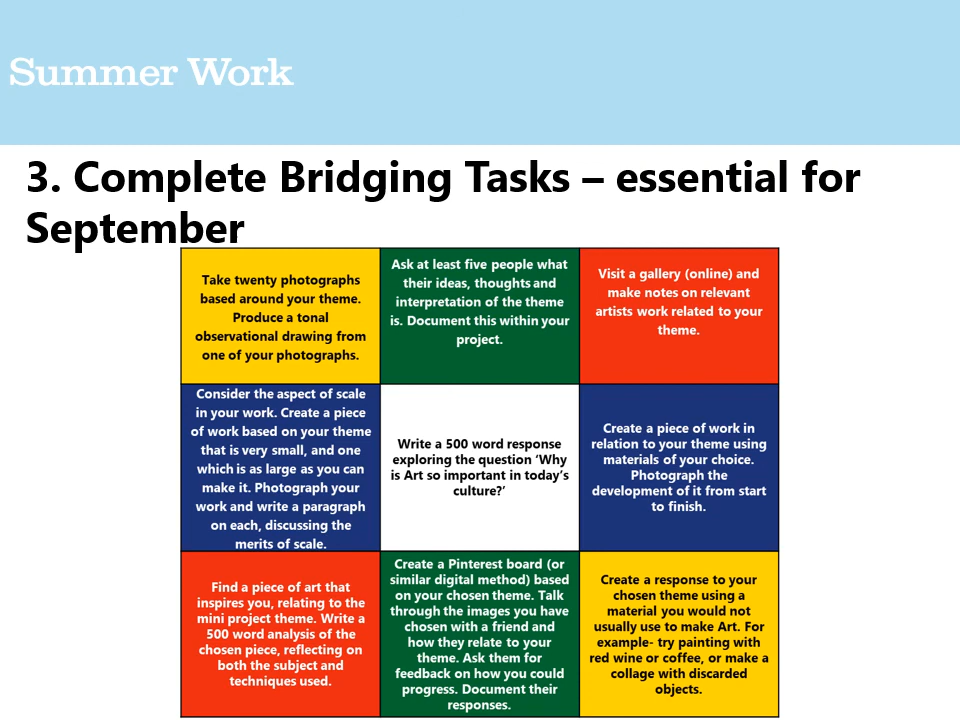 Summer Work
3. Complete Bridging Tasks – essential for
September
Take twenty photographs
based around your theme.
Produce a tonal
observational drawing from
one of your photographs.
Ask at least five people what
their ideas, thoughts and
interpretation of the theme
is. Document this within your
project.
Visit a gallery (online) and
make notes on relevant
artists work related to your
theme.
Consider the aspect of scale
in your work. Create a piece
of work based on your theme
that is very small, and one
which is as large as you can
make it. Photograph your
work and write a paragraph
on each, discussing the
merits of scale.
Write a 500 word response
exploring the question ‘Why
is Art so important in today’s
culture?’
Create a piece of work in
relation to your theme using
materials of your choice.
Photograph the
development of it from start
to finish.
Find a piece of art that
inspires you, relating to the
mini project theme. Write a
500 word analysis of the
chosen piece, reflecting on
both the subject and
techniques used.
Create a Pinterest board (or
similar digital method) based
on your chosen theme. Talk
through the images you have
chosen with a friend and
how they relate to your
theme. Ask them for
feedback on how you could
progress. Document their
responses.
Create a response to your
chosen theme using a
material you would not
usually use to make Art. For
example- try painting with
red wine or coffee, or make a
collage with discarded
objects.